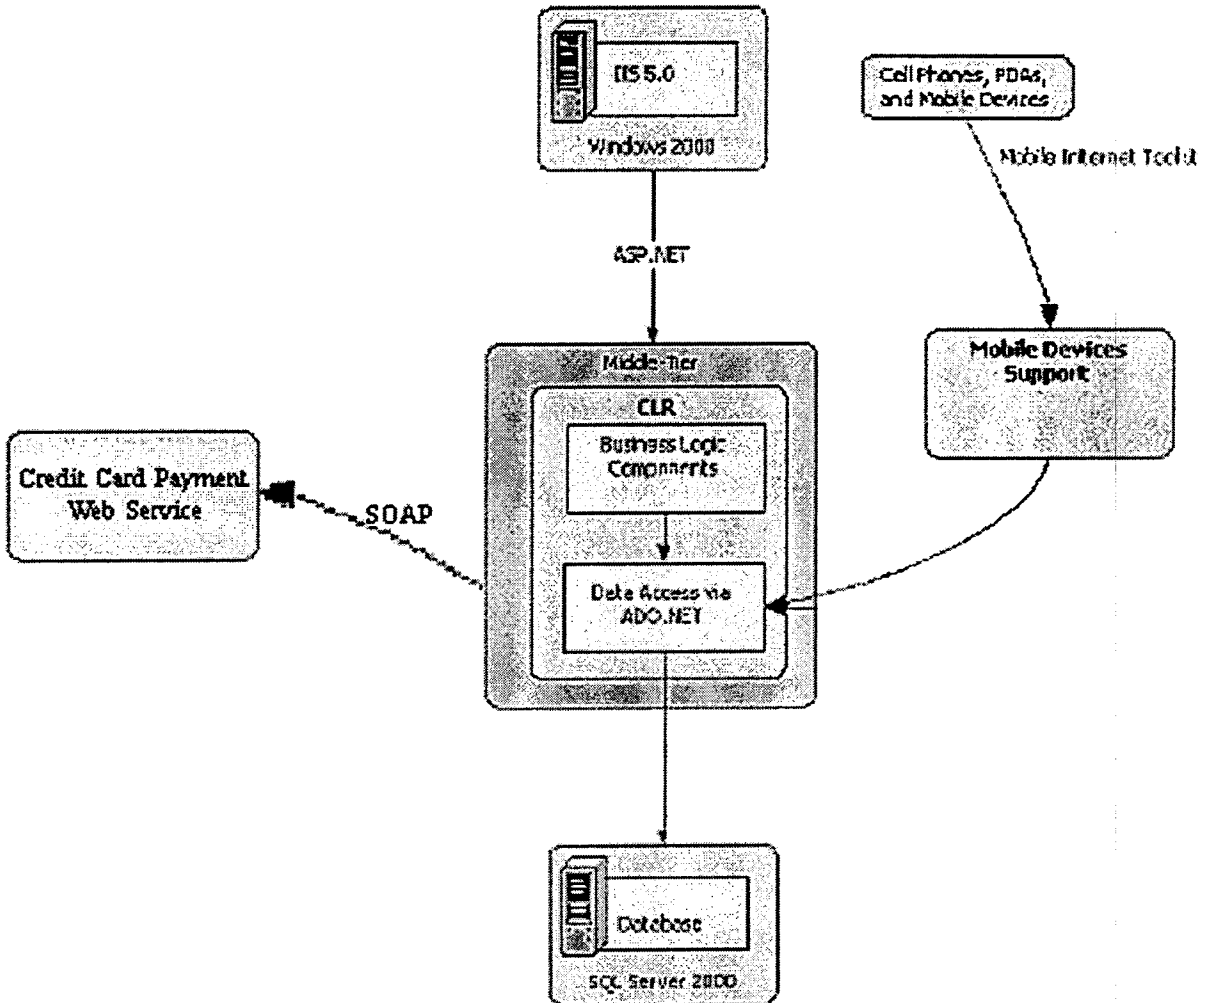 IIS 5.0
Windows 2000
Cell Phones, PDAs,
and Mobile Devices
Mobile Internet Toolkit
ASP.NET
Mobile Devices
Support
Middle-Tier
CLR
Business Logic
Components
Credit Card Payment
Web Service
SOAP
Data Access via
ADO.NET
Database
SQL Server 2000